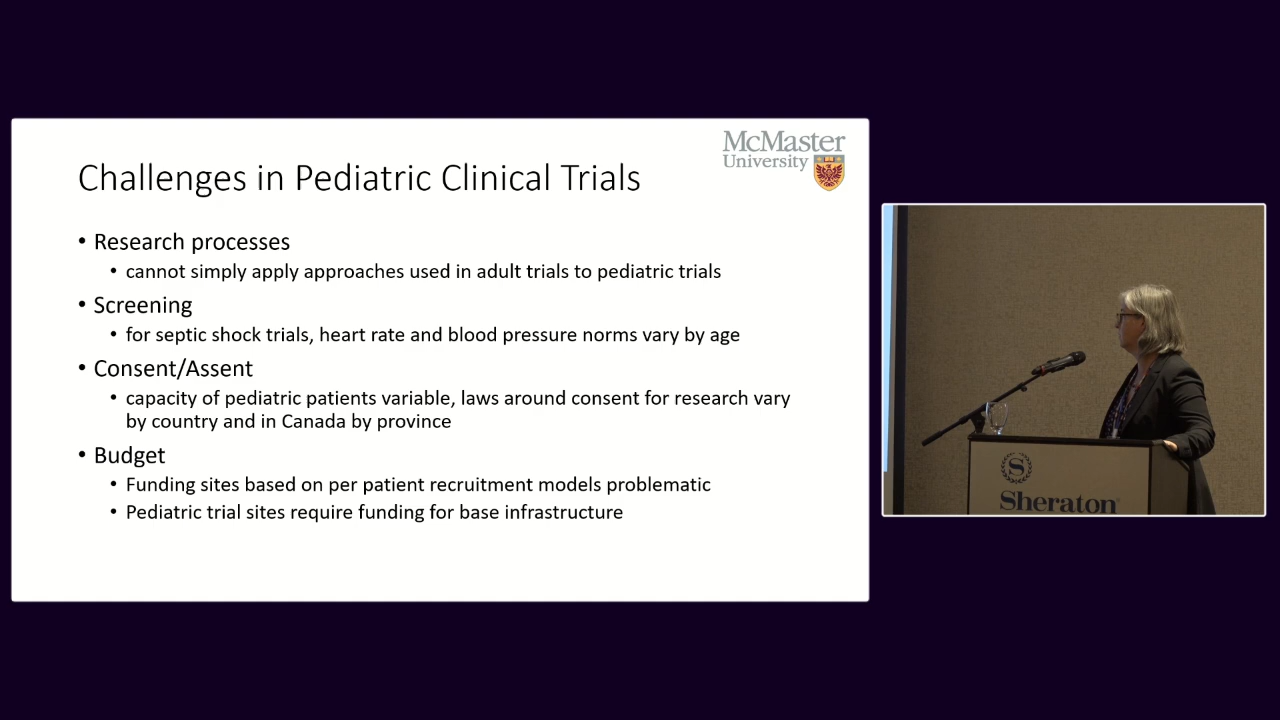 McMaster
University
Challenges in Pediatric Clinical Trials
• Research processes
• cannot simply apply approaches used in adult trials to pediatric trials
• Screening
• for septic shock trials, heart rate and blood pressure norms vary by age
• Consent/Assent
• capacity of pediatric patients variable, laws around consent for research vary
by country and in Canada by province
• Budget
• Funding sites based on per patient recruitment models problematic
• Pediatric trial sites require funding for base infrastructure
S
Sheraton